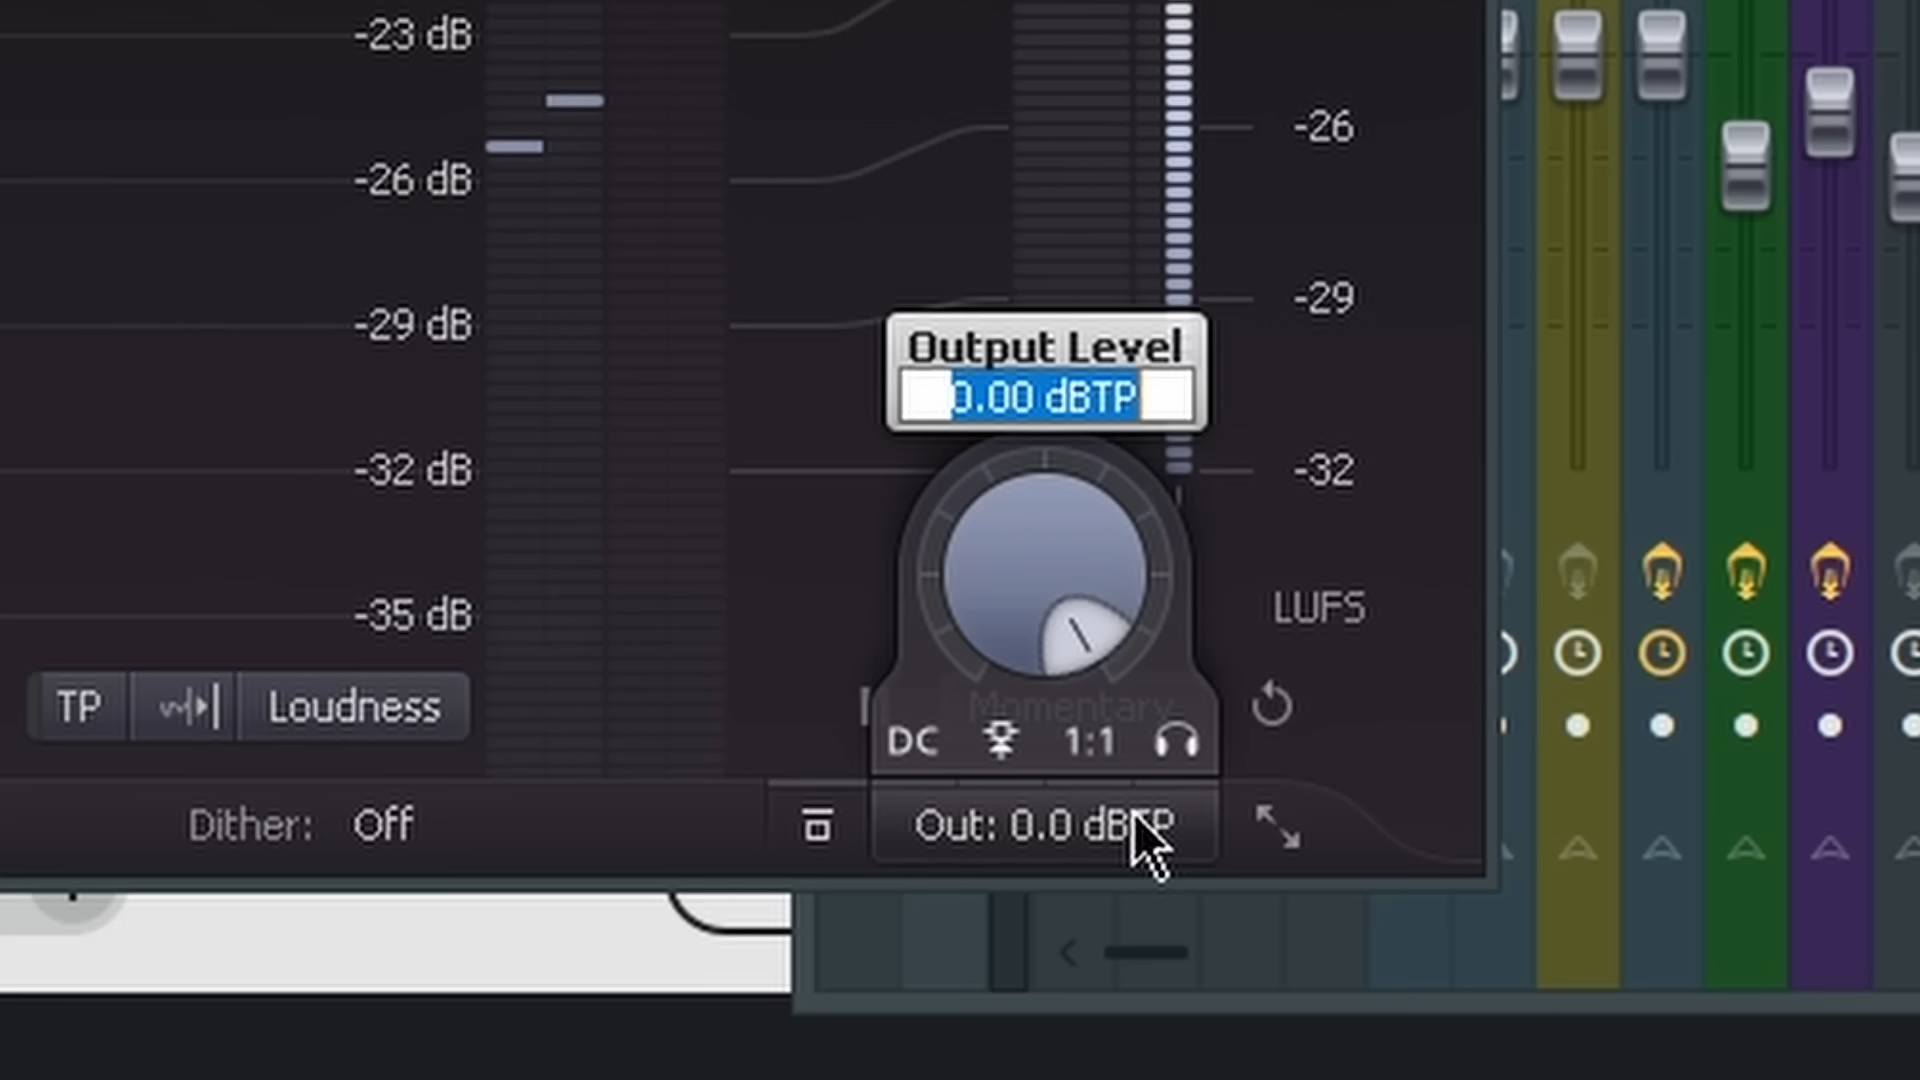 -23 dB
-26 dB
-29 dB
-32 dB
-35 dB
-26
-29
-32
LUFS
Output Level
0.00 dBTP
TP
Loudness
Momentary
DC
1:1
Dither: Off
Out: 0.0 dBTP